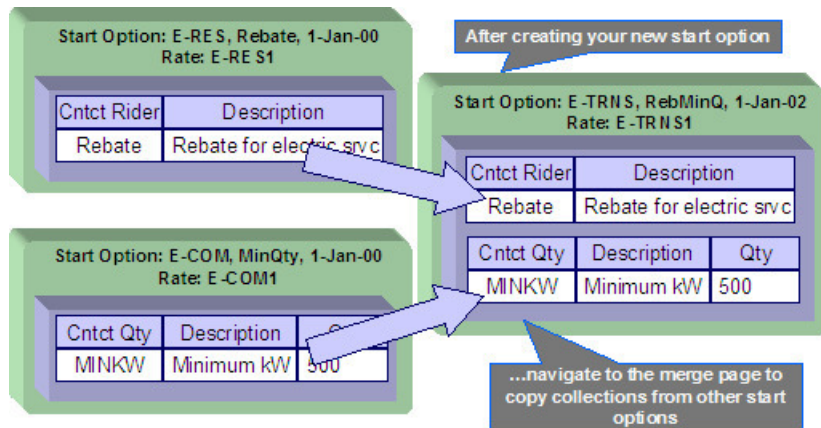 Start Option: E-RES, Rebate, 1-Jan-00
Rate: E-RES1
Cntct Rider Description
Rebate Rebate for electric srvc
After creating your new start option
Start Option: E-TRNS, RebMinQ, 1-Jan-02
Rate: E-TRNS1
Cntct Rider Description
Rebate Rebate for electric srvc
Cntct Qty Description Qty
MINKW Minimum kW 500
Start Option: E-COM, MinQty, 1-Jan-00
Rate: E-COM1
Cntct Qty Description
MINKW Minimum kW 500
...navigate to the merge page to
copy collections from other start
options